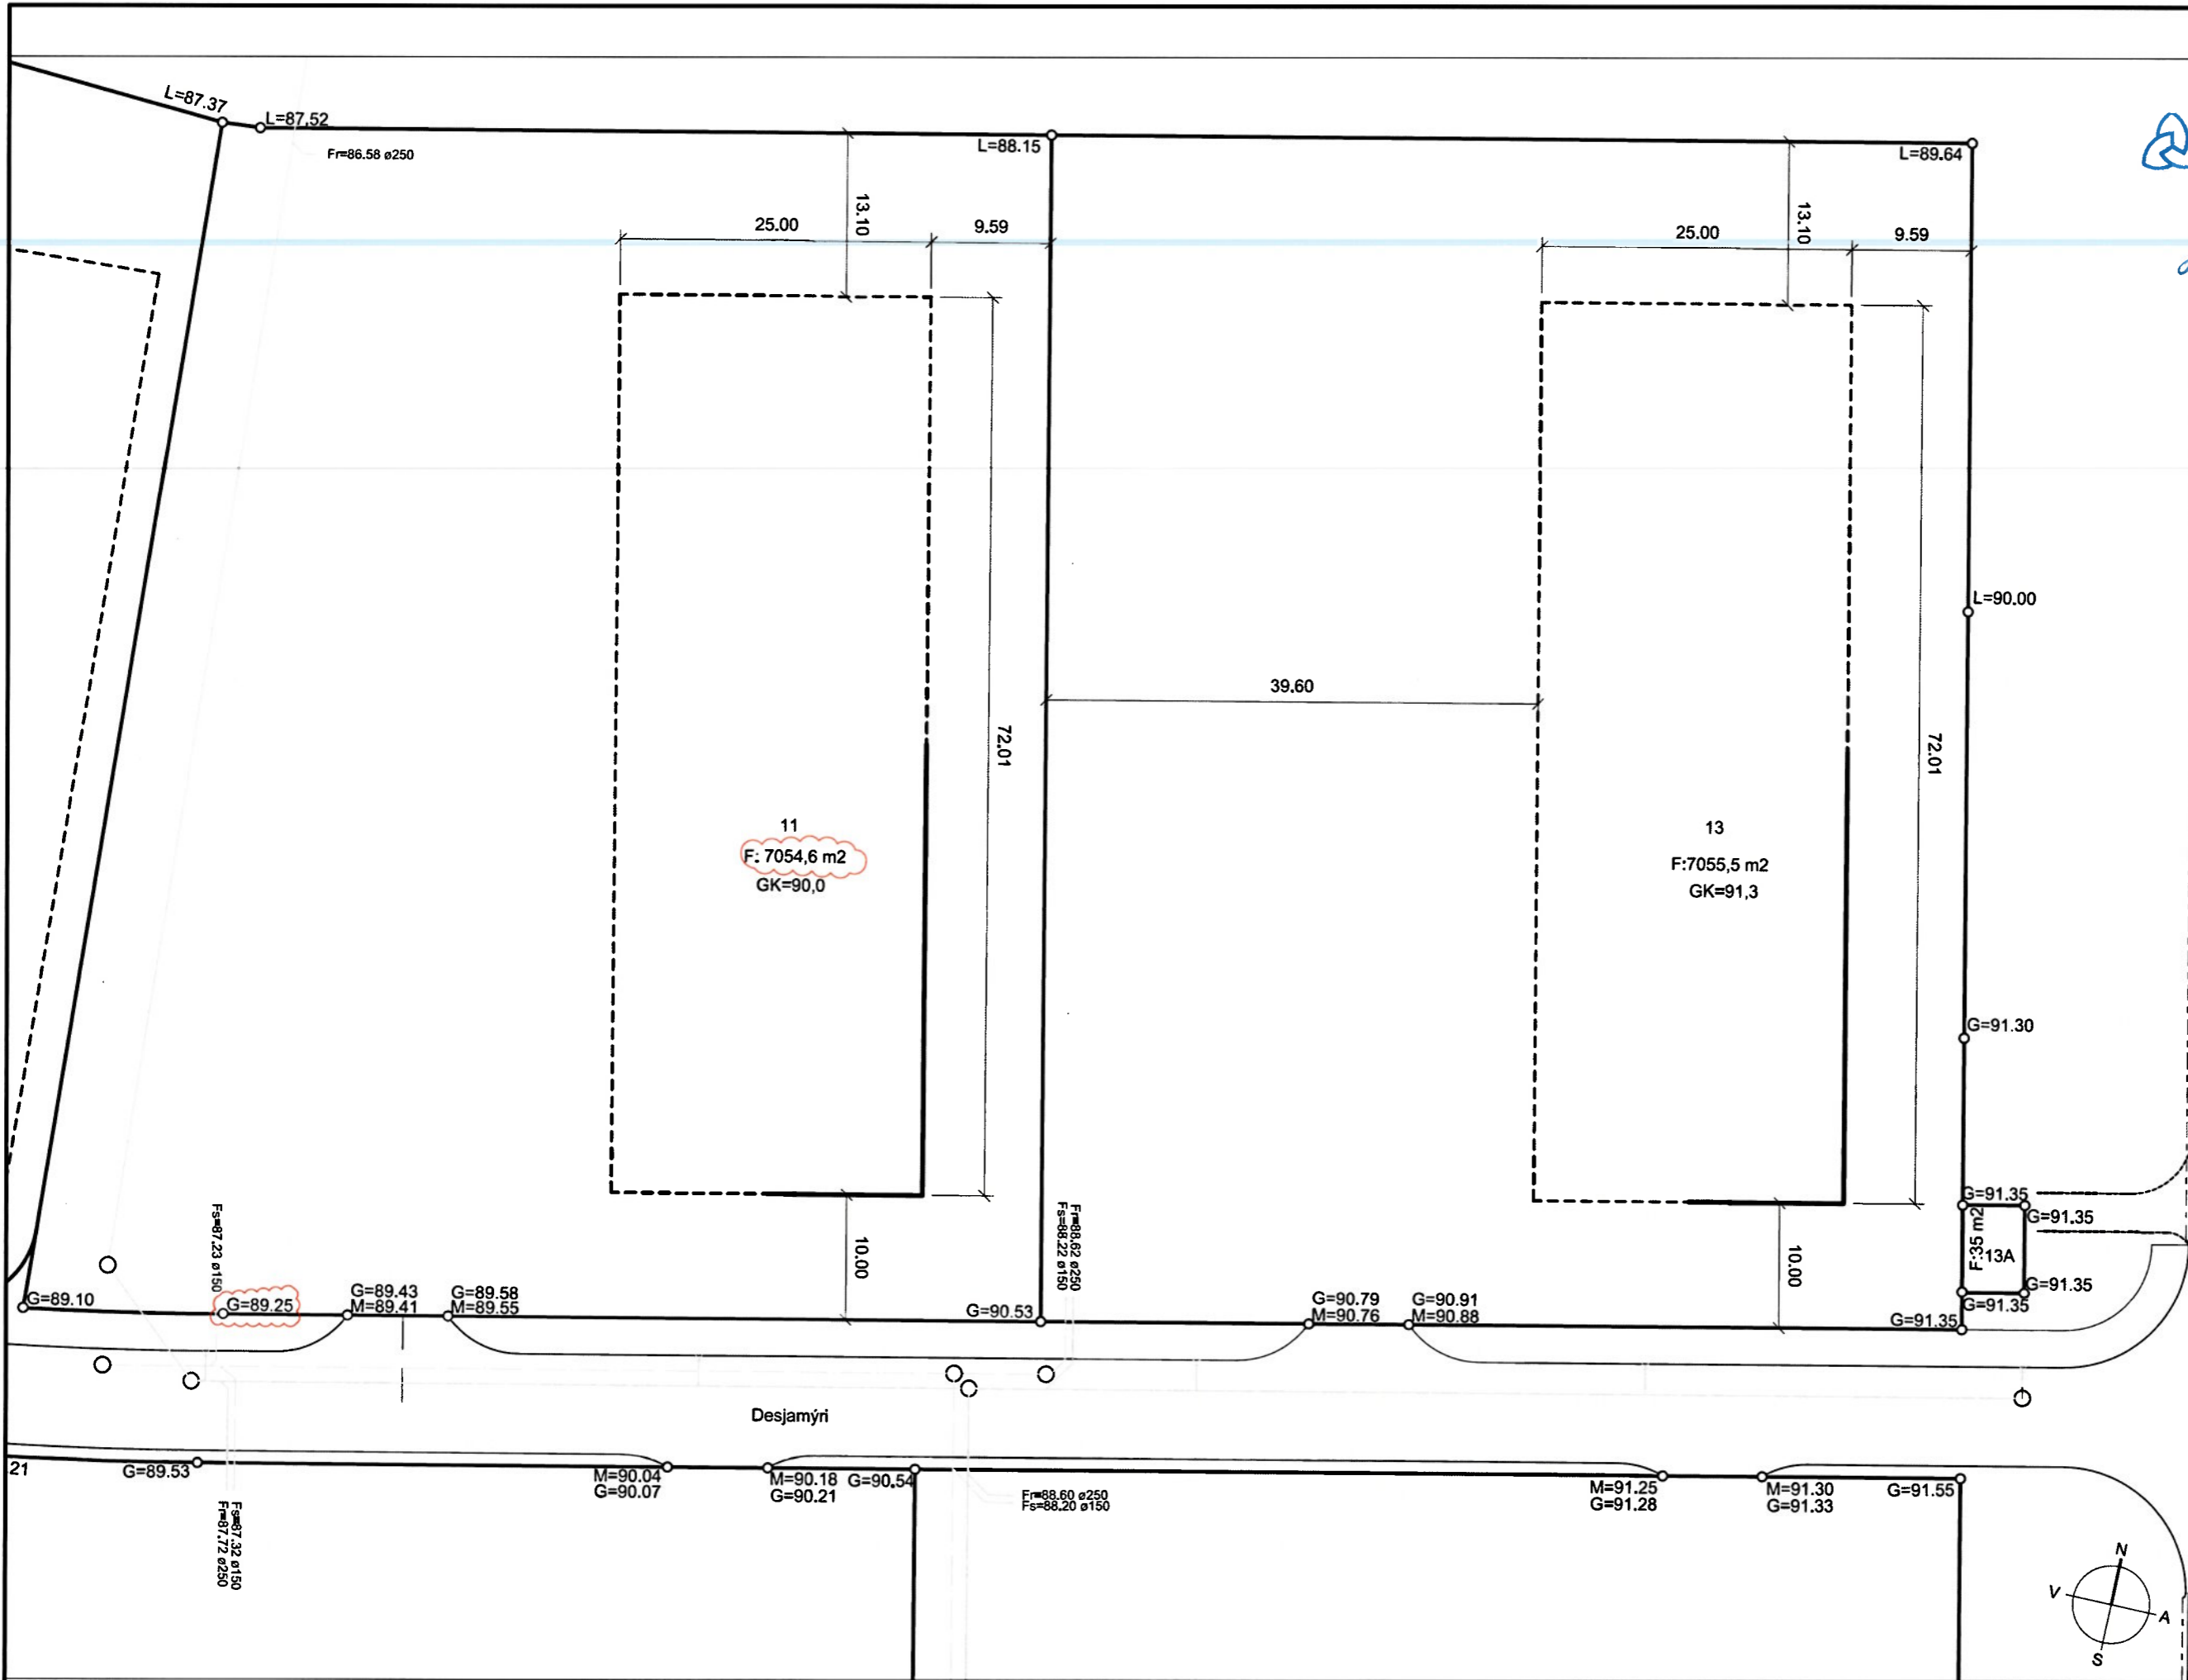 L=87.37
L=87.52
Fr=86.58 ø250
L=88.15
L=89.64
13.10
25.00
9.59
13.10
25.00
9.59
L=90.00
39.60
72.01
72.01
11
F: 7054,6 m2
GK=90,0
13
F:7055,5 m2
GK=91,3
G=91.30
G=91.35
G=91.35
F:35 m2
13A
G=91.35
G=91.35
G=91.35
Fs=87.23 ø150
Fr=88.62 ø250
Fs=88.22 ø150
10.00
10.00
G=89.10
G=89.25
G=89.43
M=89.41
G=89.58
M=89.55
G=90.53
G=90.79
M=90.76
G=90.91
M=90.88
Desjamýri
21
G=89.53
M=90.04
G=90.07
M=90.18
G=90.21
G=90.54
Fr=88.60 ø250
Fs=88.20 ø150
M=91.25
G=91.28
M=91.30
G=91.33
G=91.55
Fs=87.32 ø150
Fr=87.72 ø250
N
V
A
S